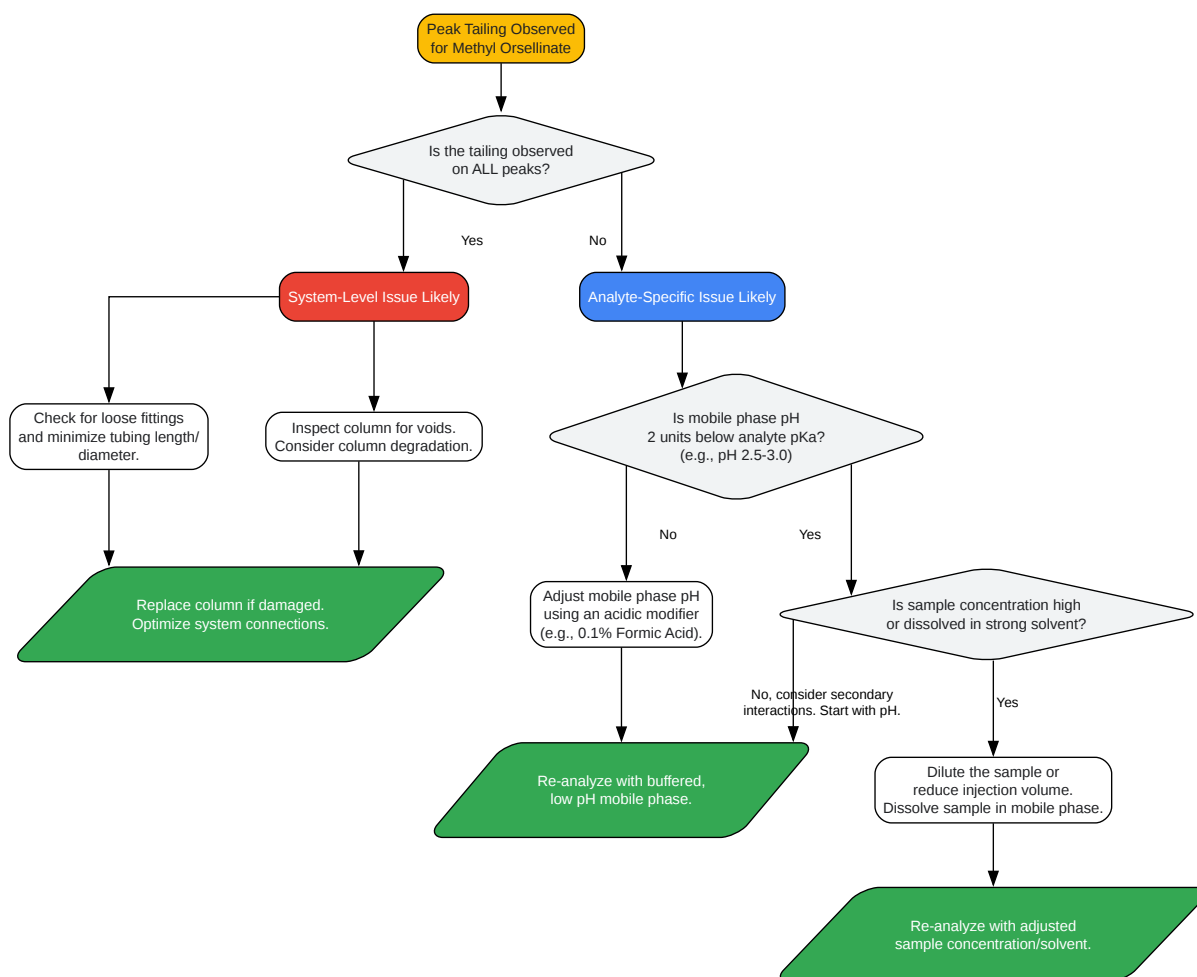 Peak Tailing Observed
for Methyl Orsellinate
Is the tailing observed
on ALL peaks?
Yes
No
System-Level Issue Likely
Analyte-Specific Issue Likely
Check for loose fittings
and minimize tubing length/
diameter.
Inspect column for voids.
Consider column degradation.
Is mobile phase pH
2 units below analyte pKa?
(e.g., pH 2.5-3.0)
No
Yes
Replace column if damaged.
Optimize system connections.
Adjust mobile phase pH
using an acidic modifier
(e.g., 0.1% Formic Acid).
Is sample concentration high
or dissolved in strong solvent?
No, consider secondary
interactions. Start with pH.
Yes
Re-analyze with buffered,
low pH mobile phase.
Dilute the sample or
reduce injection volume.
Dissolve sample in mobile phase.
Re-analyze with adjusted
sample concentration/solvent.